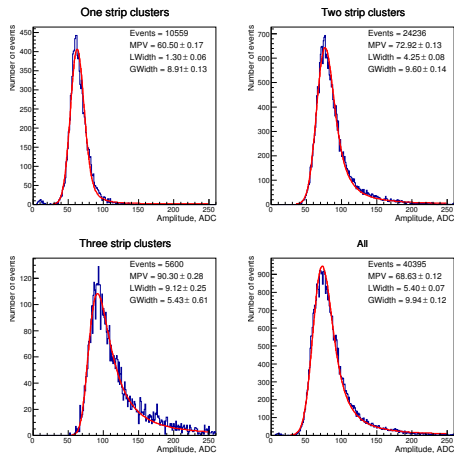 One strip clusters
Events = 10559
MPV = 60.50 ± 0.17
LWidth = 1.30 ± 0.06
GWidth = 8.91± 0.13
Number of events
450
400
350
300
250
200
150
100
50
0
0 50 100 150 200 250
Amplitude, ADC
Two strip clusters
Events = 24236
MPV = 72.92 ± 0.13
LWidth = 4.25 ± 0.08
GWidth = 9.60 ± 0.14
Number of events
700
600
500
400
300
200
100
0
0 50 100 150 200 250
Amplitude, ADC
Three strip clusters
Events = 5600
MPV = 90.30 ± 0.28
LWidth = 9.12 ± 0.25
GWidth = 5.43 ± 0.61
Number of events
120
100
80
60
40
20
0
0 50 100 150 200 250
Amplitude, ADC
All
Events = 40395
MPV = 68.63 ± 0.12
LWidth = 5.40 ± 0.07
GWidth = 9.94 ± 0.12
Number of events
900
800
700
600
500
400
300
200
100
0
0 50 100 150 200 250
Amplitude, ADC